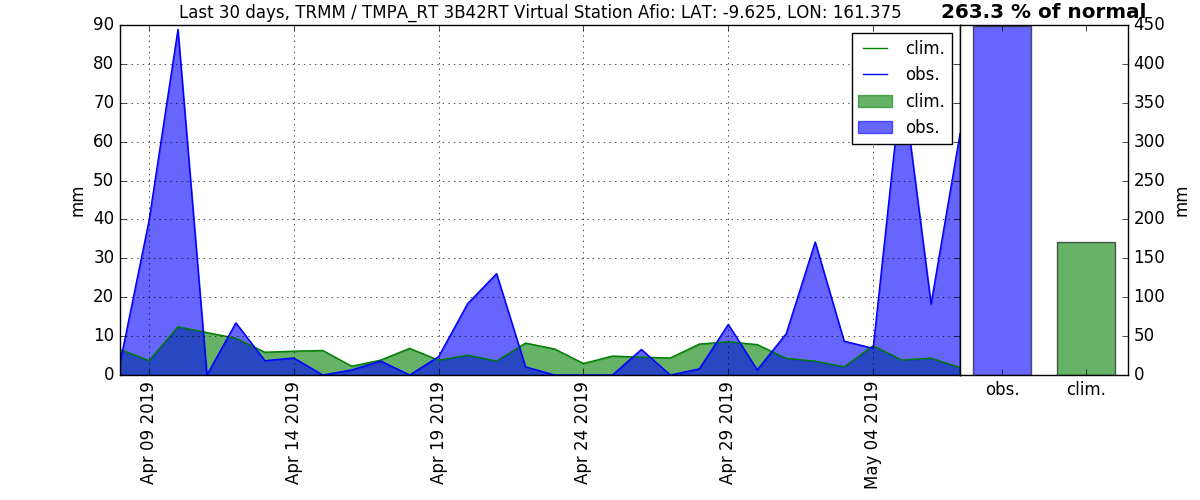 Last 30 days, TRMM / TMPA_RT 3B42RT Virtual Station Afio: LAT: -9.625, LON: 161.375
263.3 % of normal
90
80
70
60
50
40
30
20
10
0
mm
clim.
obs.
clim.
obs.
Apr 09 2019
Apr 14 2019
Apr 19 2019
Apr 24 2019
Apr 29 2019
May 04 2019
450
400
350
300
250
200
150
100
50
0
mm
obs.
clim.